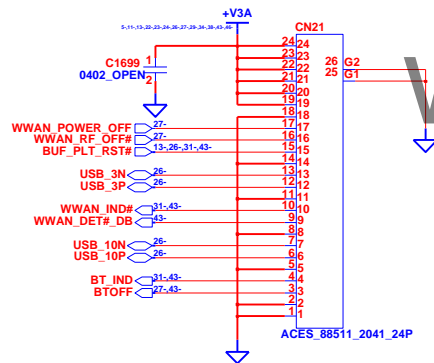 +V3A
5-,11-,13-,22-,23-,24-,26-,27-,29-,34-,38-,43-,46-
CN21
C1699 1
0402_OPEN
2
24 24
23 23
22 22
21 21
20 20
19 19
18 18
26 G2
25 G1
WWAN_POWER_OFF 27- 17 17
WWAN_RF_OFF# 27- 16 16
BUF_PLT_RST# 13-,26-,31-,43- 15 15
14 14
USB_3N 26- 13 13
USB_3P 26- 12 12
11 11
WWAN_IND# 31-,43- 10 10
WWAN_DET#_DB 43- 9 9
8 8
USB_10N 26- 7 7
USB_10P 26- 6 6
5 5
BT_IND 31-,43- 4 4
BTOFF 27-,43- 3 3
2 2
1 1
ACES_88511_2041_24P